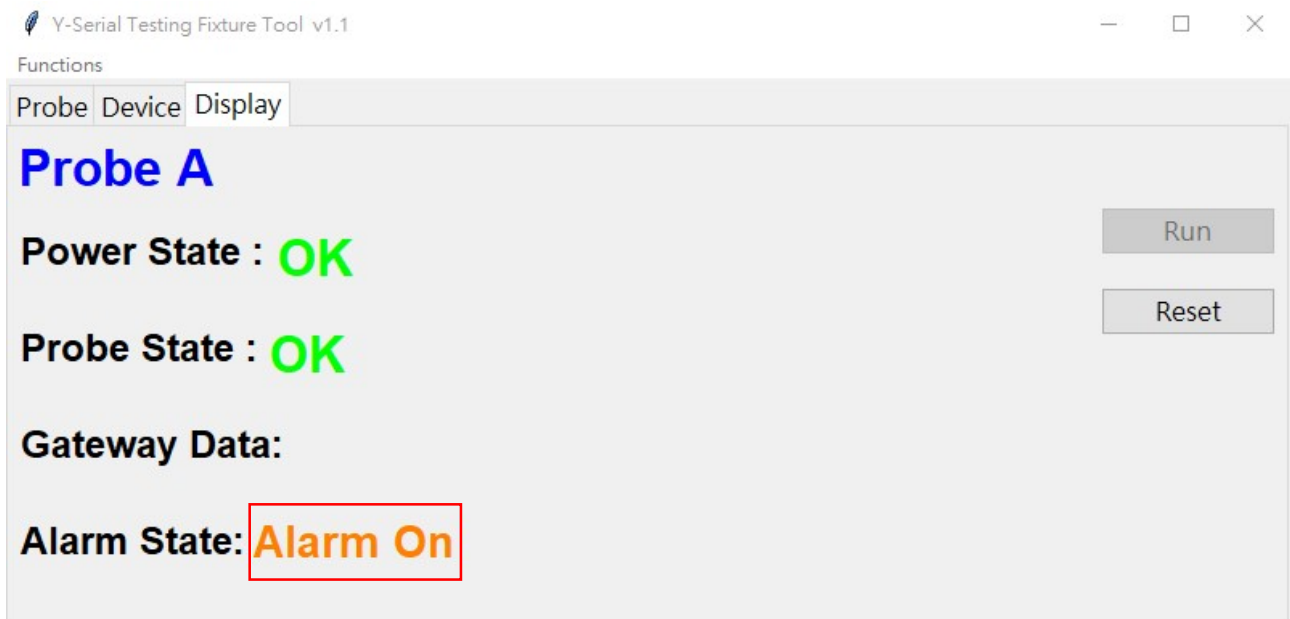 Y-Serial Testing Fixture Tool v1.1
Functions
Probe Device Display
Probe A
Run
Power State : OK
Reset
Probe State : OK
Gateway Data:
Alarm State: Alarm On